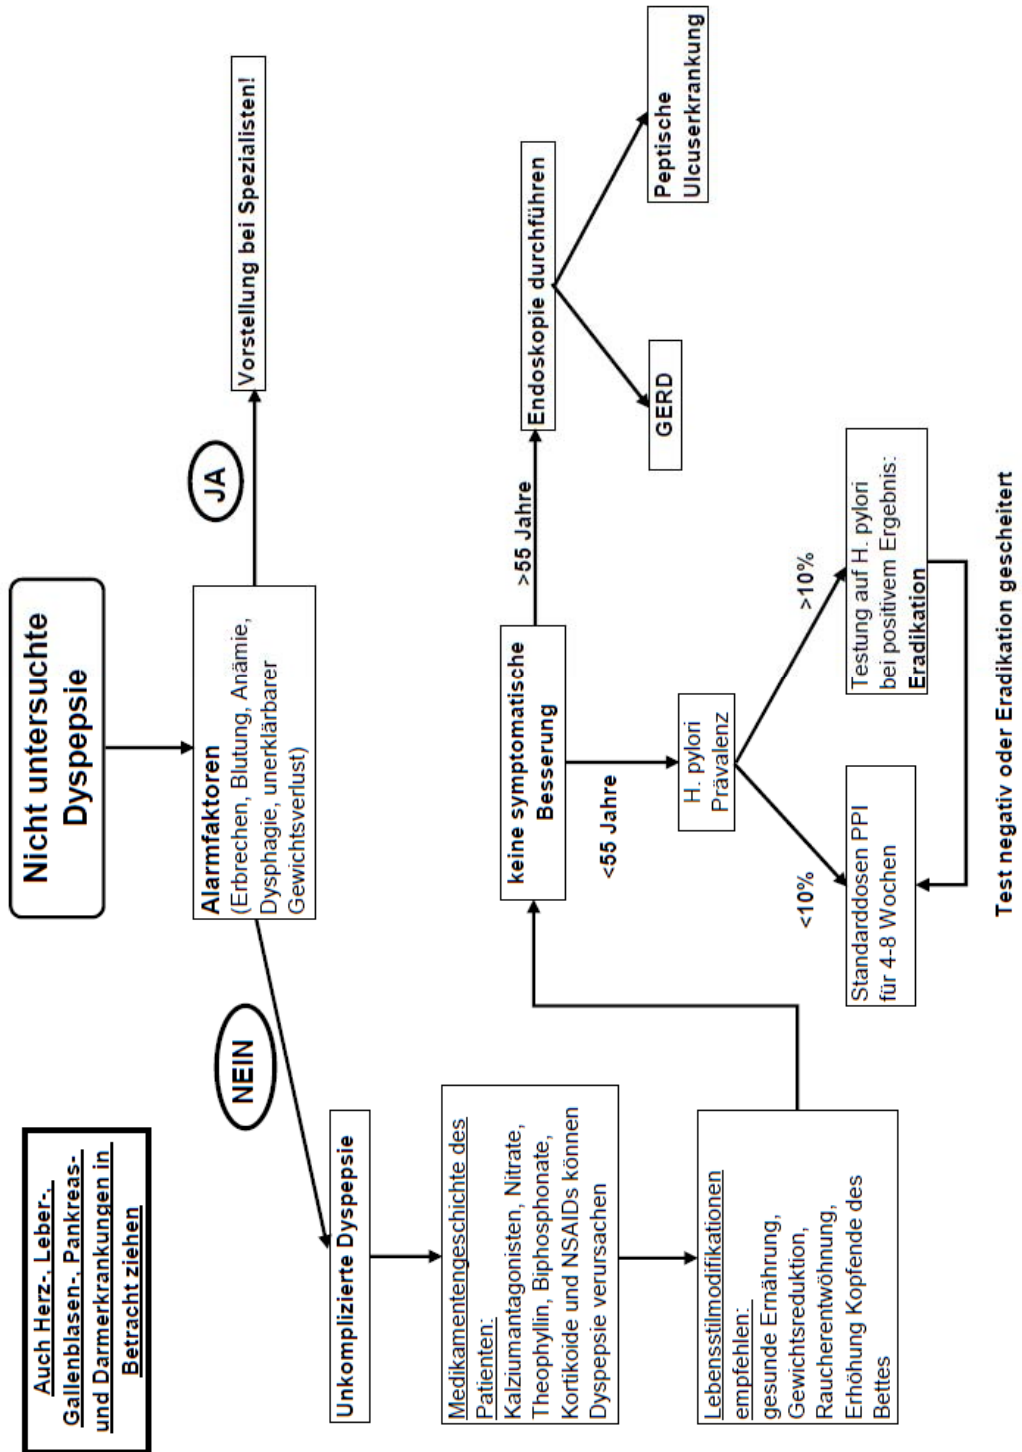 Auch Herz-, Leber-,
Gallenblasen-, Pankreas-
und Darmerkrankungen in
Betracht ziehen
Nicht untersuchte
Dyspepsie
NEIN
Alarmfaktoren
(Erbrechen, Blutung, Anämie,
Dysphagie, unerklärbarer
Gewichtsverlust)
JA
Vorstellung bei Spezialisten!
Unkomplizierte Dyspepsie
Medikamentengeschichte des
Patienten:
Kalziumantagonisten, Nitrate,
Theophyllin, Biphosphonate,
Kortikoide und NSAIDs können
Dyspepsie verursachen
Lebensstilmodifikationen
empfehlen:
gesunde Ernährung,
Gewichtsreduktion,
Raucherentwöhnung,
Erhöhung Kopfende des
Bettes
keine symptomatische
Besserung
>55 Jahre
Endoskopie durchführen
<55 Jahre
GERD
Peptische
Ulcuserkrankung
H. pylori
Prävalenz
<10%
>10%
Standarddosen PPI
für 4-8 Wochen
Testung auf H. pylori
bei positivem Ergebnis:
Eradikation
Test negativ oder Eradikation gescheitert